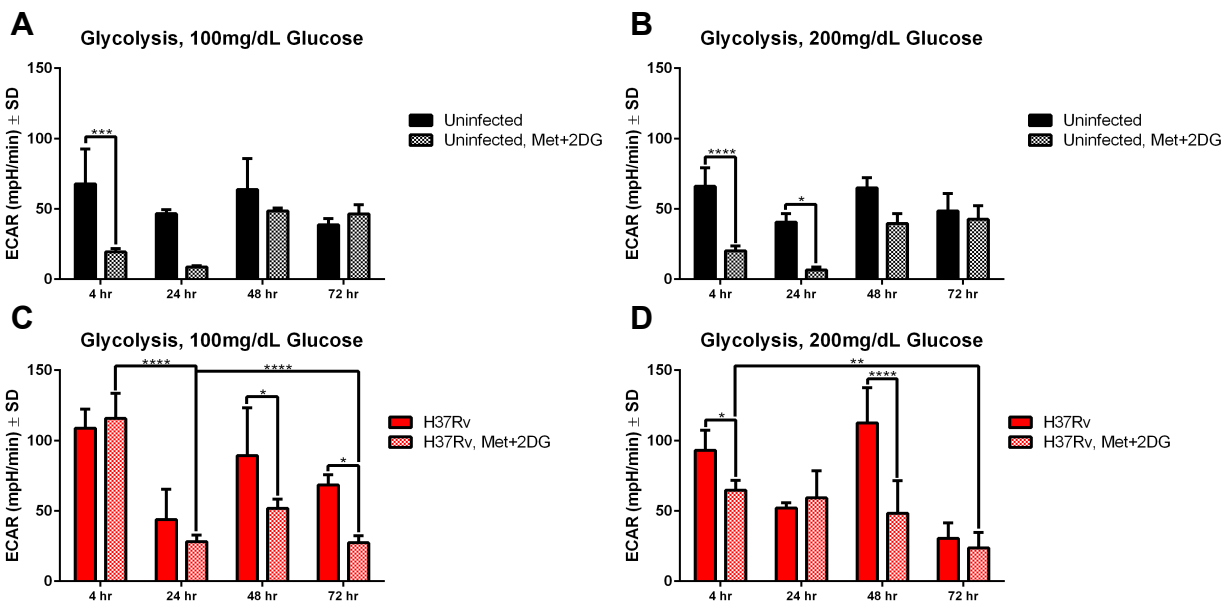 A
Glycolysis, 100mg/dL Glucose
ECAR (mpH/min) ± SD
150
100
50
0
***
4 hr
24 hr
48 hr
72 hr
Uninfected
Uninfected, Met+2DG
B
Glycolysis, 200mg/dL Glucose
ECAR (mpH/min) ± SD
150
100
50
0
****
*
4 hr
24 hr
48 hr
72 hr
Uninfected
Uninfected, Met+2DG
C
Glycolysis, 100mg/dL Glucose
ECAR (mpH/min) ± SD
150
100
50
0
****
****
*
*
4 hr
24 hr
48 hr
72 hr
H37Rv
H37Rv, Met+2DG
D
Glycolysis, 200mg/dL Glucose
ECAR (mpH/min) ± SD
150
100
50
0
**
****
*
4 hr
24 hr
48 hr
72 hr
H37Rv
H37Rv, Met+2DG